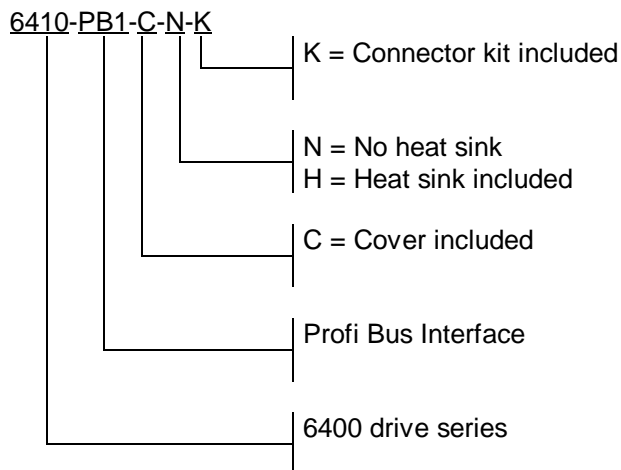 6410-PB1-C-N-K
K = Connector kit included
N = No heat sink
H = Heat sink included
C = Cover included
Profi Bus Interface
6400 drive series